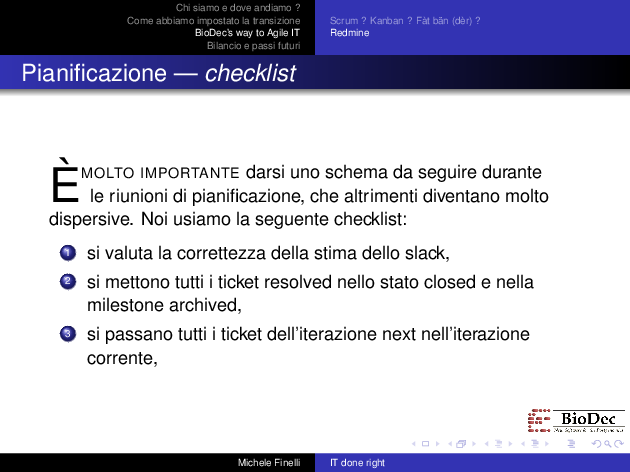 Chi siamo e dove andiamo ?
Come abbiamo impostato la transizione
BioDec's way to Agile IT
Bilancio e passi futuri
Scrum ? Kanban ? Fàt bän (dèr) ?
Redmine
Pianificazione — checklist
È MOLTO IMPORTANTE darsi uno schema da seguire durante
le riunioni di pianificazione, che altrimenti diventano molto
dispersive. Noi usiamo la seguente checklist:
1 si valuta la correttezza della stima dello slack,
2 si mettono tutti i ticket resolved nello stato closed e nella
milestone archived,
3 si passano tutti i ticket dell'iterazione next nell'iterazione
corrente,
BioDec
Michele Finelli
IT done right